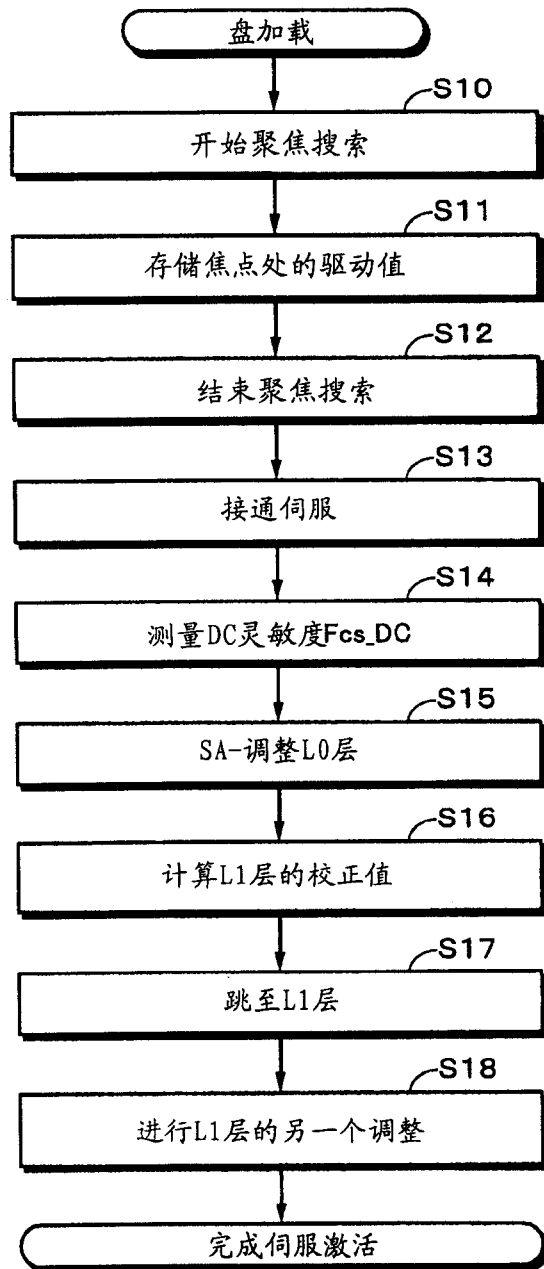 盘加载
S10
开始聚焦搜索
S11
存储焦点处的驱动值
S12
结束聚焦搜索
S13
接通伺服
S14
测量DC灵敏度Fcs_DC
S15
SA-调整L0层
S16
计算L1层的校正值
S17
跳至L1层
S18
进行L1层的另一个调整
完成伺服激活